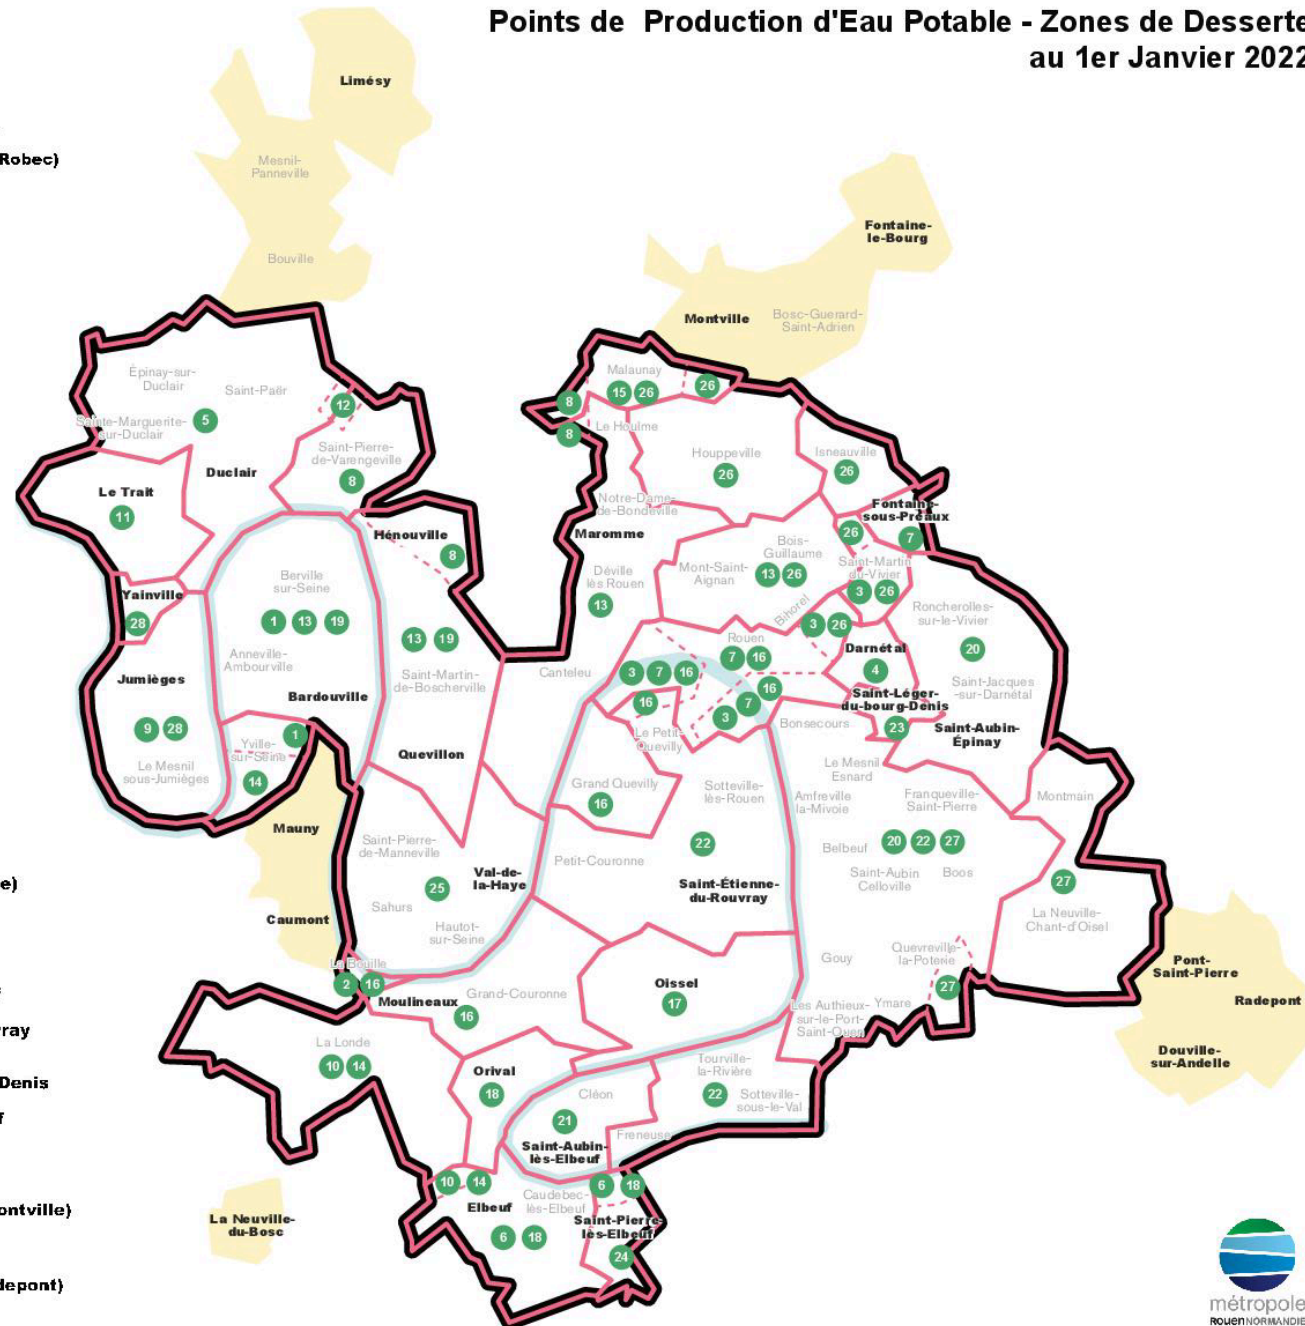 Points de Production d'Eau Potable - Zones de Desserte
au 1er Janvier 2022
Limésy
Robec)
Mesnil-
Panneville
Fontaine-
le-Bourg
Bouville
Montville
Bosc-Guerard-
Saint-Adrien
Épinay-sur-
Duclair
Saint-Paër
Malaunay
12
8
15
26
26
Sainte-Marguerite-
sur-Duclair
5
Le Houlme
8
Saint-Pierre-
de-Varengeville
Houppeville
Isneauville
Duclair
8
26
26
Le Trait
11
Notre-Dame-
de-Bondeville
Fontaine-
sous-Préaux
Hénouville
Maromme
26
7
8
Bois-
Guillaume
Saint-Martin
du-Vivier
Mont-Saint-
Aignan
13
26
Déville
lès Rouen
Berville
sur-Seine
3
26
Yainville
13
Bihorel
Roncherolles-
sur-le-Vivier
28
1
13
19
3
26
13
19
Rouen
Darnétal
20
Anneville-
Ambourville
7
16
4
Jumièges
Canteleu
3
7
16
Saint-Martin-
de-Boscherville
Saint-Jacques
-sur-Darnétal
Bardouville
16
16
7
3
Saint-Léger-
du-bourg-Denis
9
28
1
Le Petit-
Quevilly
Bonsecours
23
Saint-Aubin-
Épinay
Yville-
sur-Seine
Quevillon
Le Mesnil
sous-Jumièges
14
Le Mesnil
Esnard
Grand Quevilly
16
Sotteville-
lès-Rouen
Amfreville
la-Mivoie
Franqueville-
Saint-Pierre
Montmain
Mauny
Saint-Pierre-
de-Manneville
22
Belbeuf
20
22
27
Petit-Couronne
Val-de-
la-Haye
Saint-Aubin
Celloville
Boos
e)
25
Saint-Étienne-
du-Rouvray
27
Sahurs
Caumont
Hautot-
sur-Seine
La Neuville-
Chant-d'Oisel
La Bouille
Gouy
Quevreville-
la-Poterie
Pont-
Saint-Pierre
2
16
Oissel
27
Moulineaux
Grand-Couronne
17
Radepont
16
Les Authieux-
sur-le-Port-
Saint-Ouen
Ymare
rray
La Londe
Douville-
sur-Andelle
10
14
Orival
Tourville-
la-Rivière
Denis
18
Cléon
22
Sotteville-
sous-le-Val
21
Freneuse
Saint-Aubin-
lès-Elbeuf
10
14
6
18
Caudebec-
lès-Elbeuf
Elbeuf
ontville)
La Neuville-
du-Bosc
Saint-Pierre-
lès-Elbeuf
6
18
24
depont)
métropole
ROUENNORMANDIE